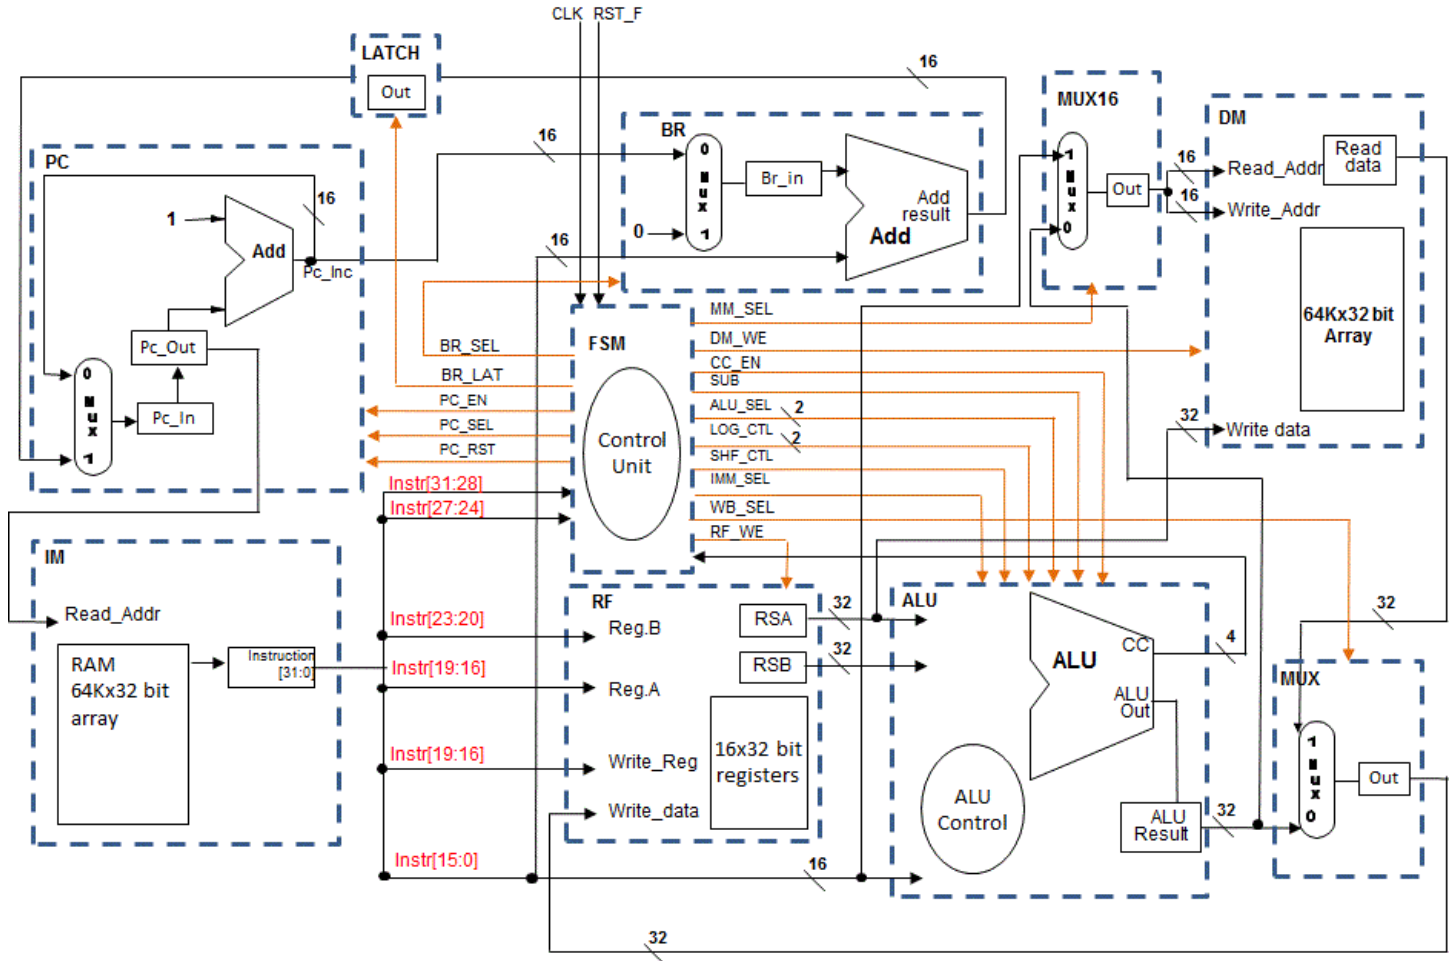 CLK RST_F
LATCH
Out
16
PC
16
1
Add
Pc_Inc
Pc_Out
0
Mux
1
Pc_In
16
16
BR
0
Mux
1
0
Br_in
Add
result
Add
MUX16
1
Mux
0
Out
16
16
DM
Read_Addr
Read
data
Write_Addr
64Kx32 bit
Array
32
Write data
FSM
Control
Unit
BR_SEL
BR_LAT
PC_EN
PC_SEL
PC_RST
Instr[31:28]
Instr[27:24]
MM_SEL
DM_WE
CC_EN
SUB
ALU_SEL
2
LOG_CTL
2
SHF_CTL
IMM_SEL
WB_SEL
RF_WE
IM
Read_Addr
RAM
64Kx32 bit
array
Instruction
[31:0]
Instr[23:20]
Instr[19:16]
Instr[19:16]
Instr[15:0]
RF
Reg.B
Reg.A
Write_Reg
Write_data
RSA
RSB
16x32 bit
registers
32
32
16
32
ALU
ALU
CC
ALU
Out
ALU
Control
ALU
Result
4
32
32
MUX
1
Mux
0
Out